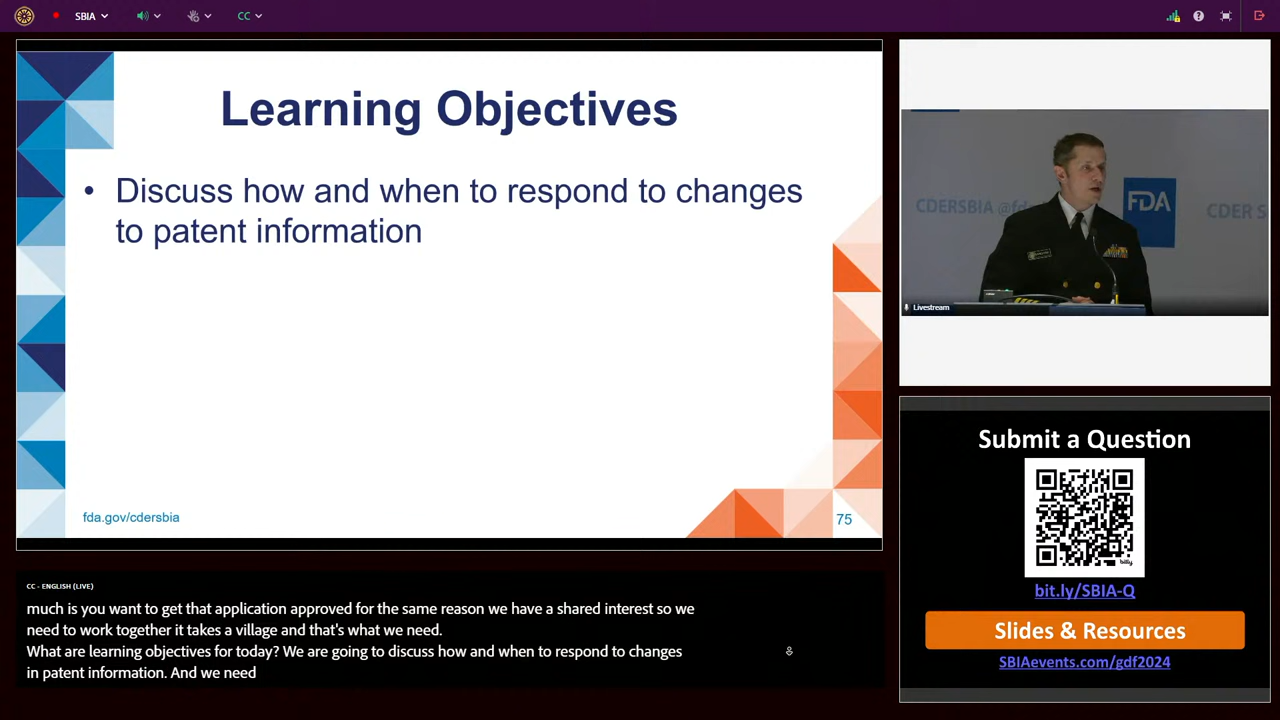 SBIA
CC
Learning Objectives
• Discuss how and when to respond to changes
to patent information
fda.gov/cdersbia
75
CDERSBIA @fd
FDA
CDER S
Livestream
Submit a Question
bitly
bit.ly/SBIA-Q
Slides & Resources
SBIAevents.com/gdf2024
CC - ENGLISH (LIVE)
much is you want to get that application approved for the same reason we have a shared interest so we
need to work together it takes a village and that's what we need.
What are learning objectives for today? We are going to discuss how and when to respond to changes
in patent information. And we need